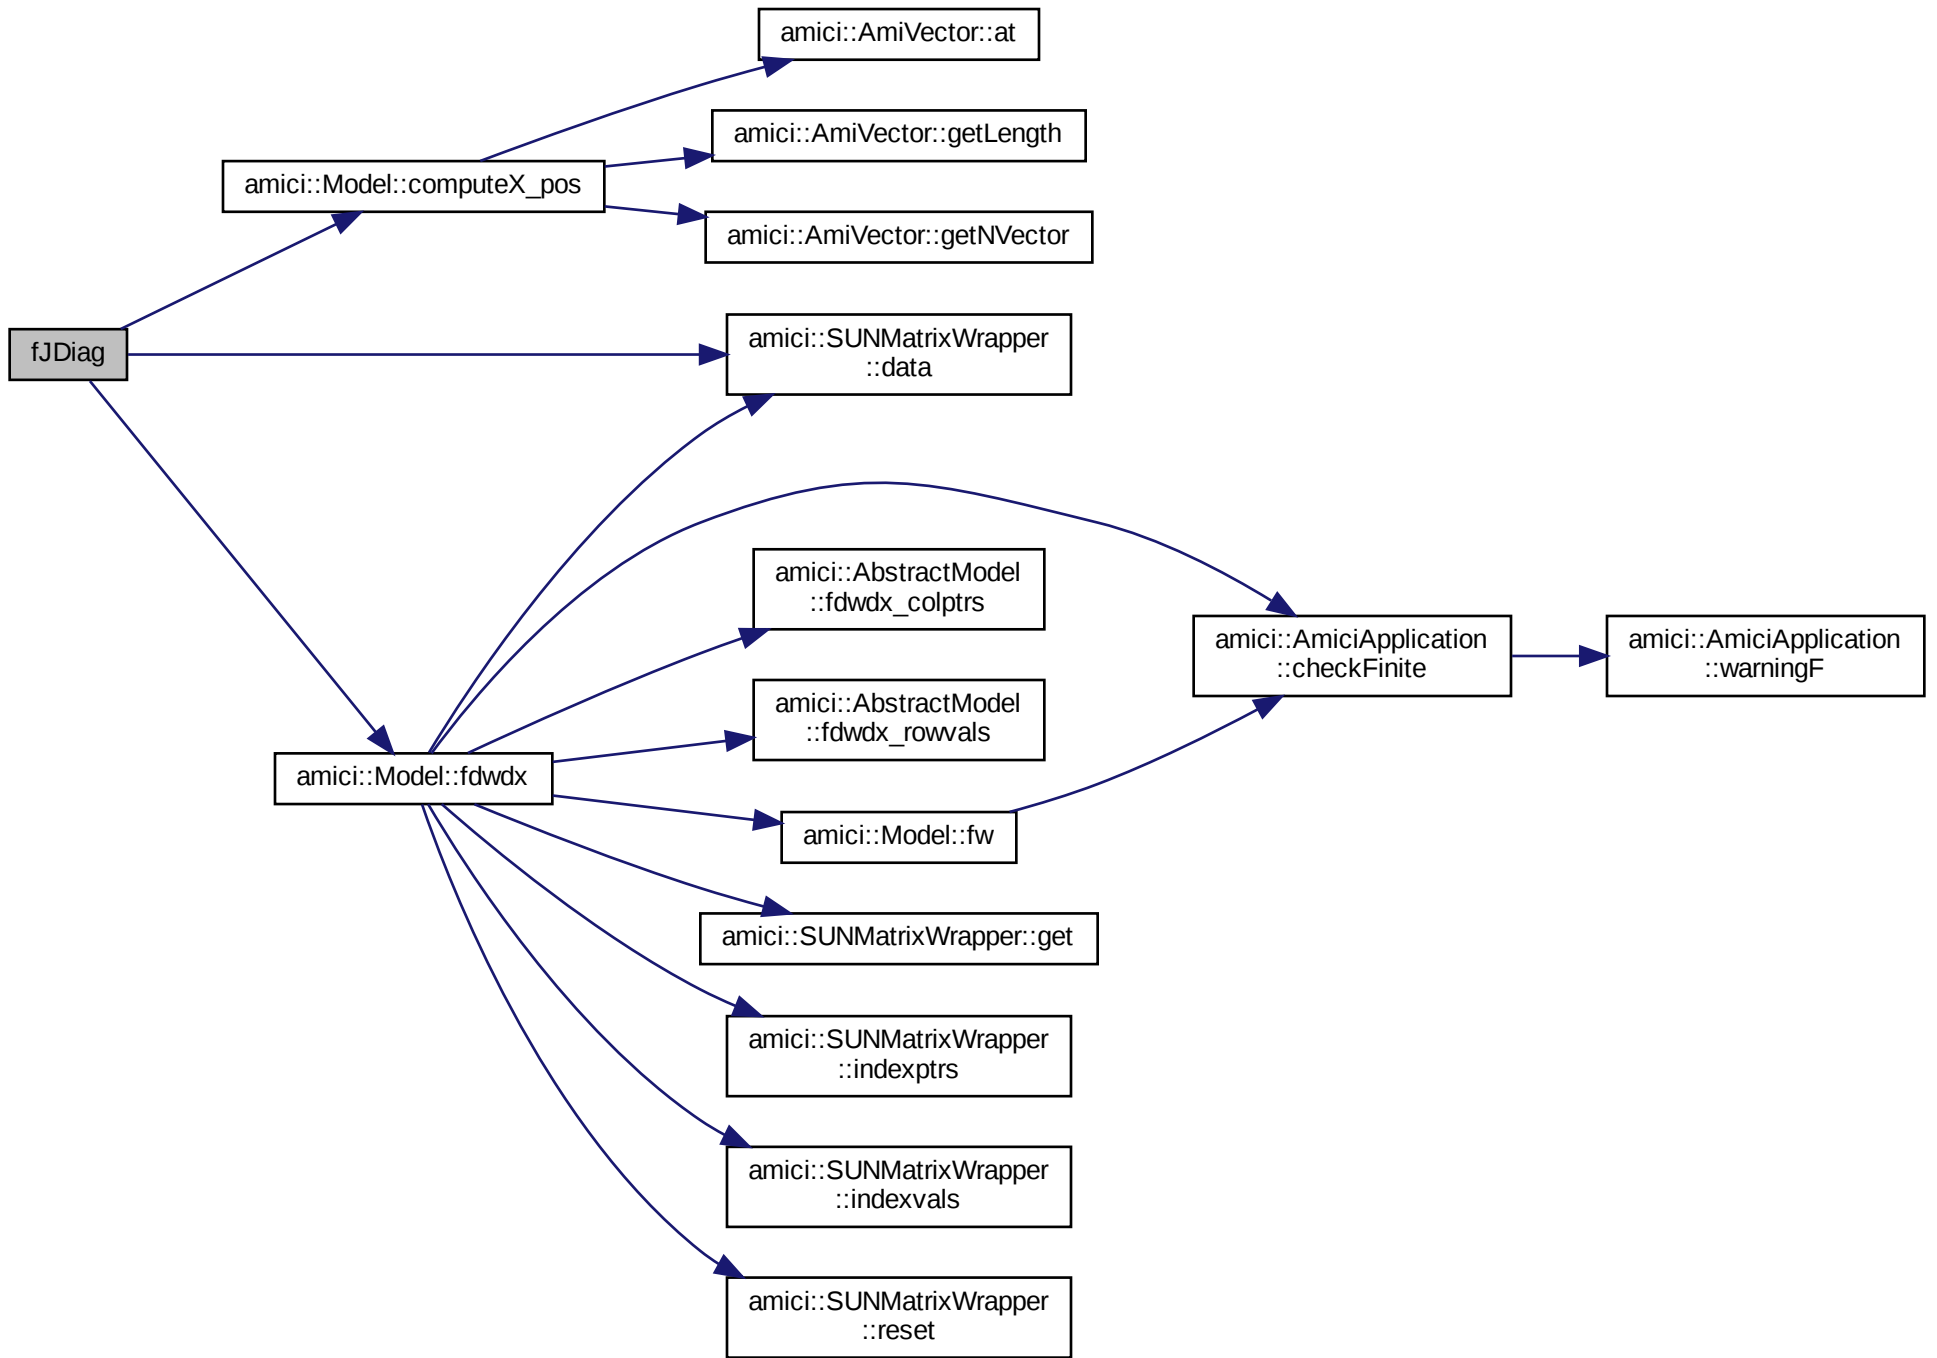 amici::AmiVector::at
amici::AmiVector::getLength
amici::Model::computeX_pos
amici::AmiVector::getNVector
fJDiag
amici::SUNMatrixWrapper
::data
amici::AbstractModel
::fdwdx_colptrs
amici::AmiciApplication
::checkFinite
amici::AmiciApplication
::warningF
amici::AbstractModel
::fdwdx_rowvals
amici::Model::fdwdx
amici::Model::fw
amici::SUNMatrixWrapper::get
amici::SUNMatrixWrapper
::indexptrs
amici::SUNMatrixWrapper
::indexvals
amici::SUNMatrixWrapper
::reset